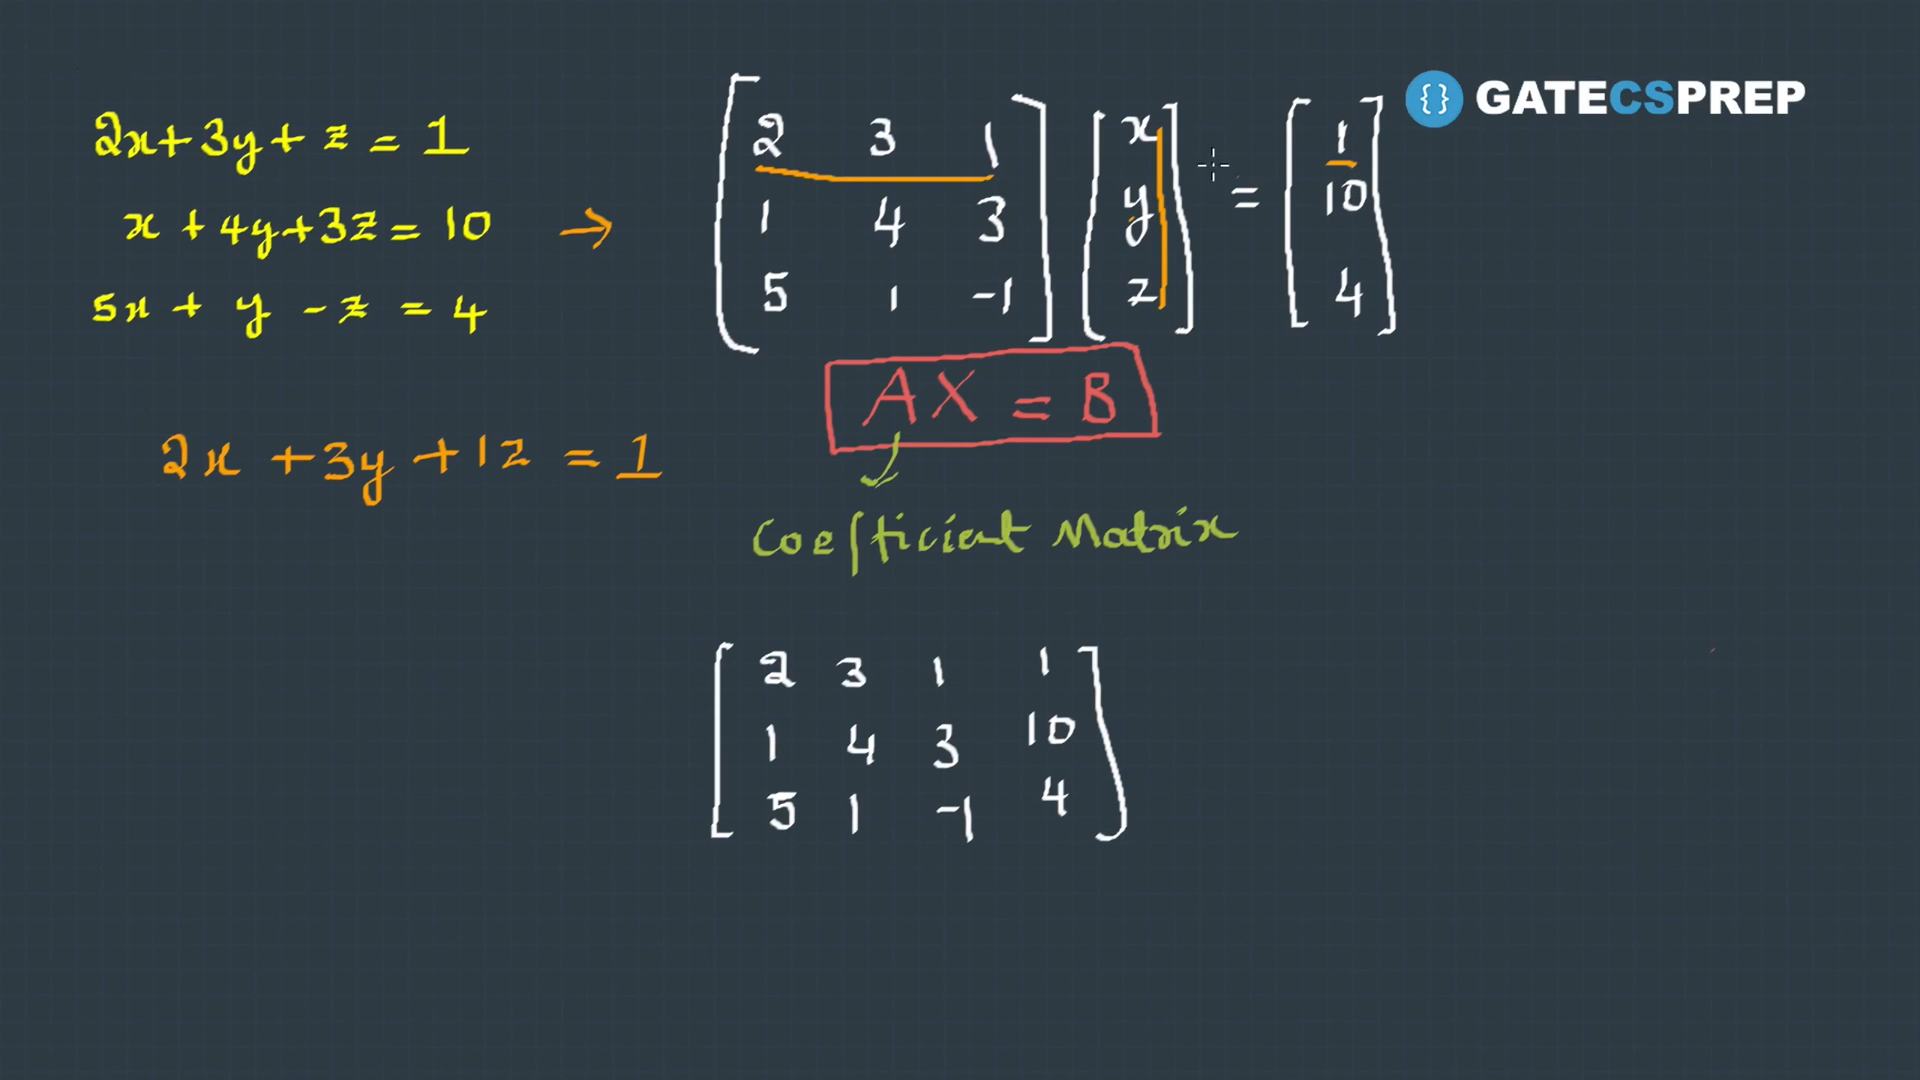 {} GATECSPREP
2x+3y+z=1
x+4y+3z=10 →
5x+y-z=4
2 3 1
1 4 3
5 1 -1
x
y
z
=
1
10
4
AX=B
2x+3y+1z=1
Coefficient Matrix
2 3 1 1
1 4 3 10
5 1 -1 4